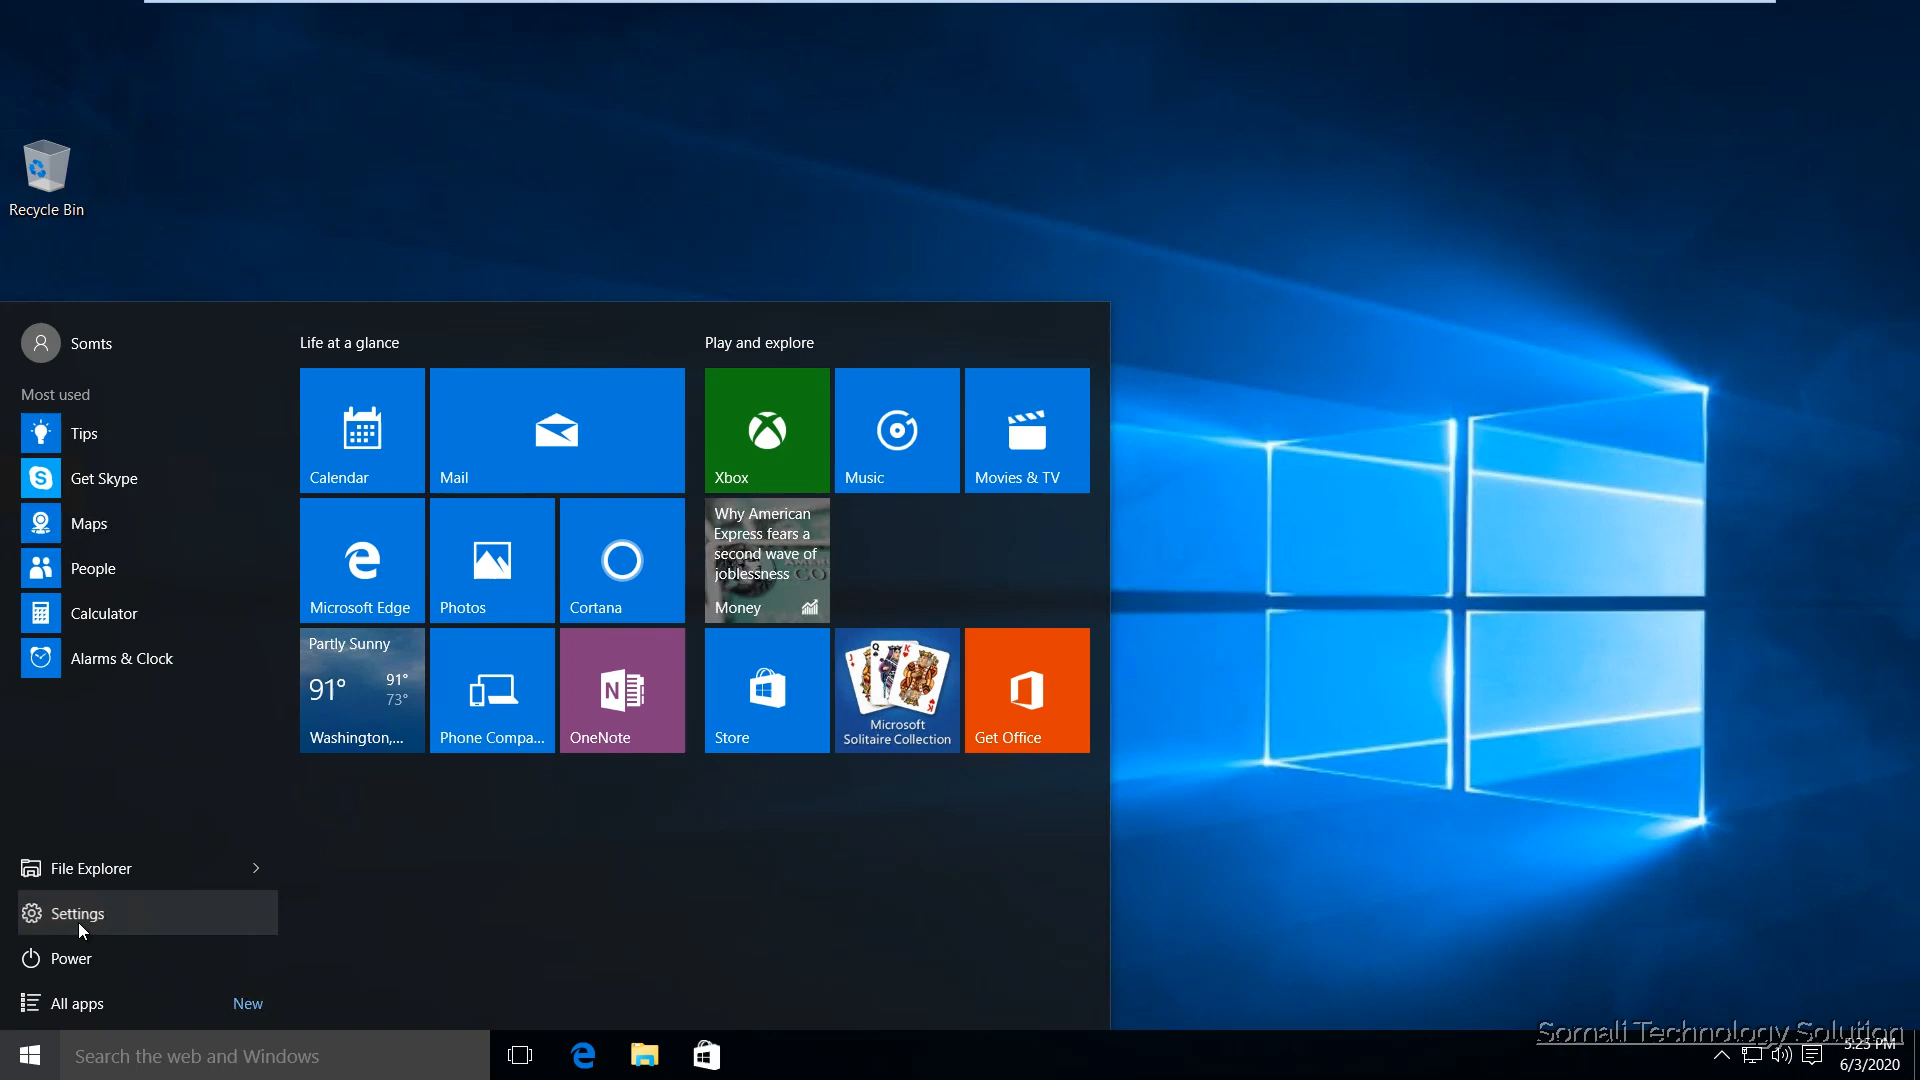 Recycle Bin
Somts
Most used
Tips
Get Skype
Maps
People
Calculator
Alarms & Clock
File Explorer
Settings
Power
All apps New
Life at a glance
Calendar
Mail
Microsoft Edge
Photos
Cortana
Partly Sunny
91°
91°
73°
Washington,...
Phone Compa...
N
OneNote
Play and explore
Xbox
Music
Movies & TV
Why American
Express fears a
second wave of
joblessness
Money
Store
J
Q
K
K
Microsoft
Solitaire Collection
Get Office
Search the web and Windows
Somali Technology Solution
5:23 PM
6/3/2020